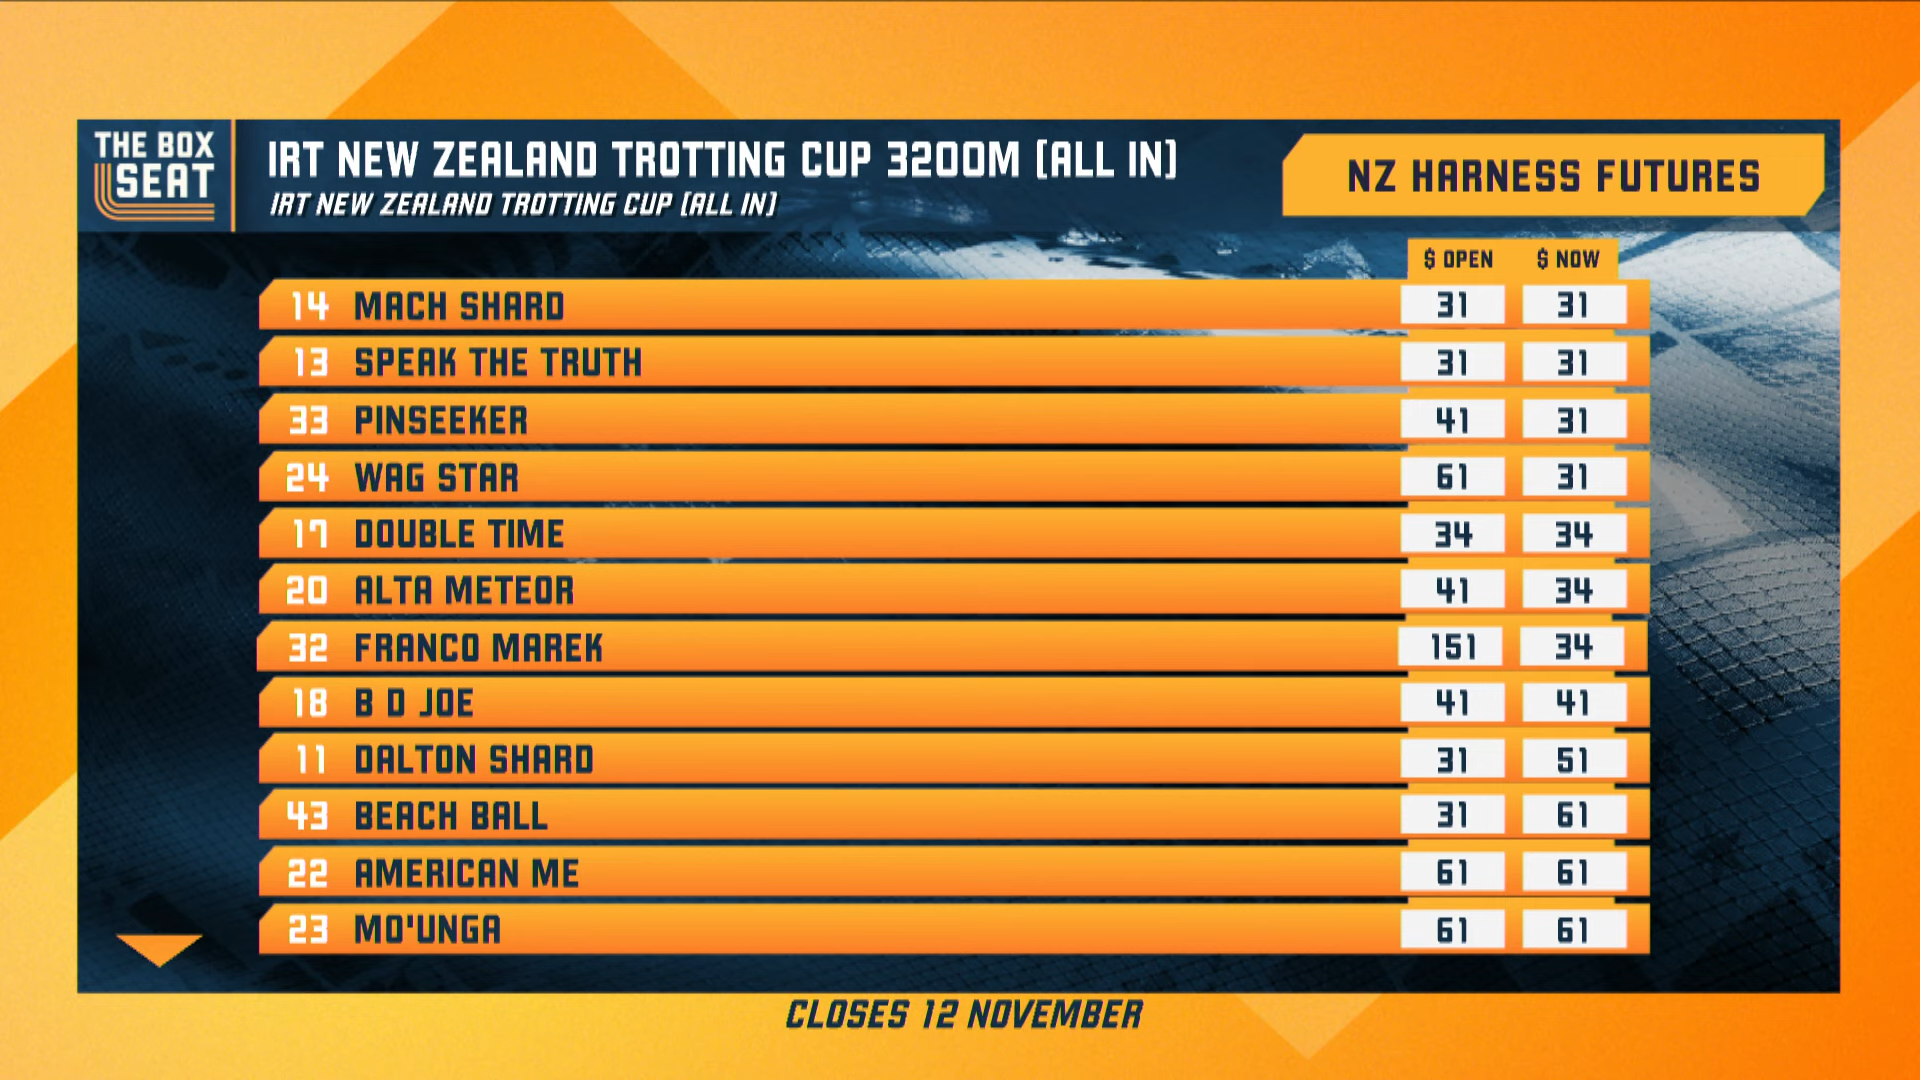 THE BOX
SEAT
IRT NEW ZEALAND TROTTING CUP 3200M [ALL IN]
IRT NEW ZEALAND TROTTING CUP [ALL IN]
NZ HARNESS FUTURES
$ OPEN $ NOW
14 MACH SHARD 31 31
13 SPEAK THE TRUTH 31 31
33 PINSEEKER 41 31
24 WAG STAR 61 31
17 DOUBLE TIME 34 34
20 ALTA METEOR 41 34
32 FRANCO MAREK 151 34
18 B D JOE 41 41
11 DALTON SHARD 31 51
43 BEACH BALL 31 61
22 AMERICAN ME 61 61
23 MO'UNGA 61 61
CLOSES 12 NOVEMBER